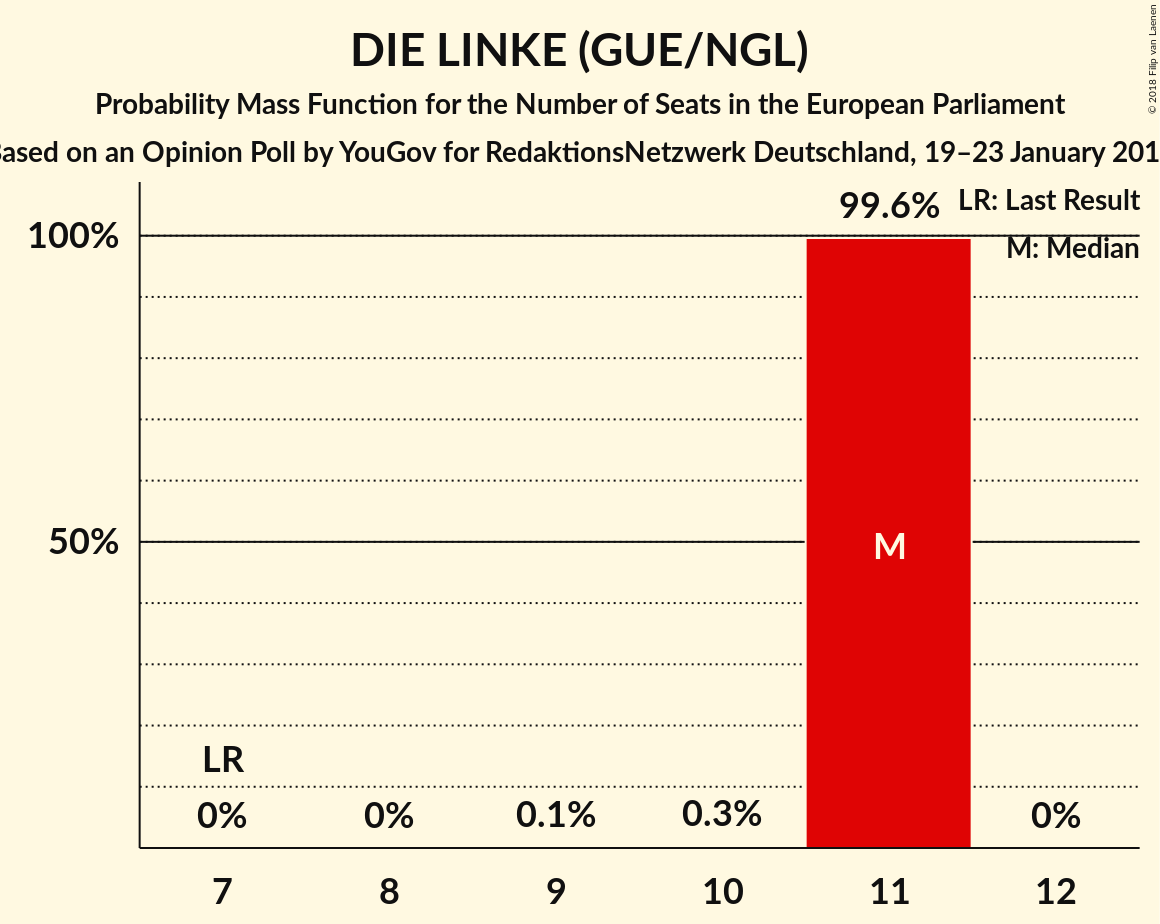 DIE LINKE (GUE/NGL)
Probability Mass Function for the Number of Seats in the European Parliament
ased on an Opinion Poll by YouGov for RedaktionsNetzwerk Deutschland, 19–23 January 201
© 2018 Filip van Laenen
99.6%
LR: Last Result
M: Median
100%
50%
M
LR
0%
0%
0.1%
0.3%
0%
7
8
9
10
11
12